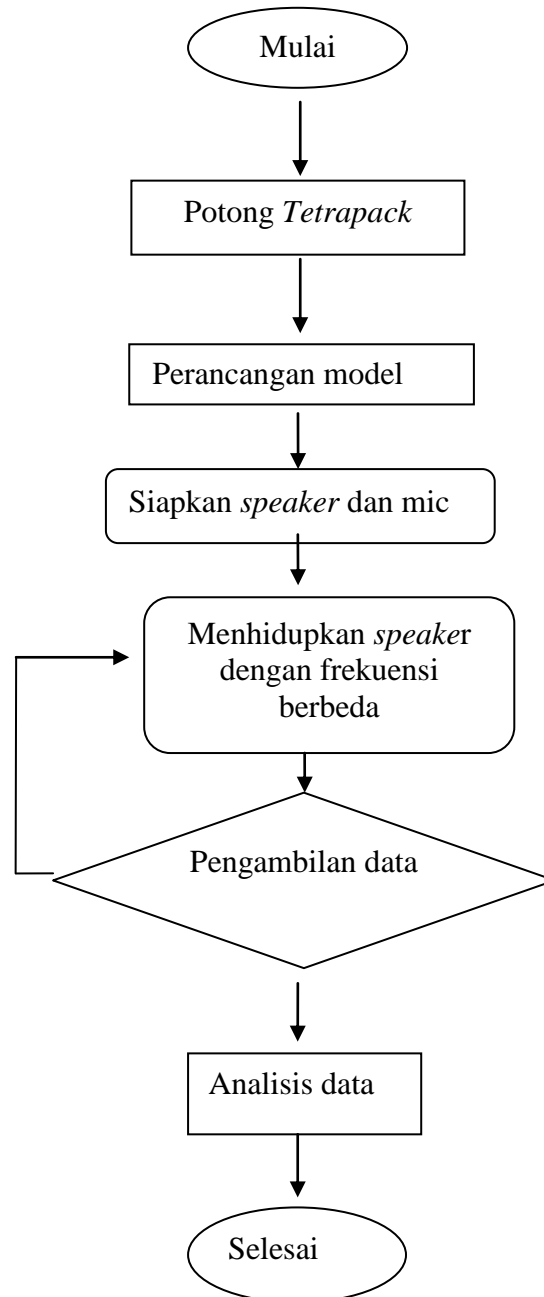 Mulai
Potong Tetrapack
Perancangan model
Siapkan speaker dan mic
Menhidupkan speaker
dengan frekuensi
berbeda
Pengambilan data
Analisis data
Selesai